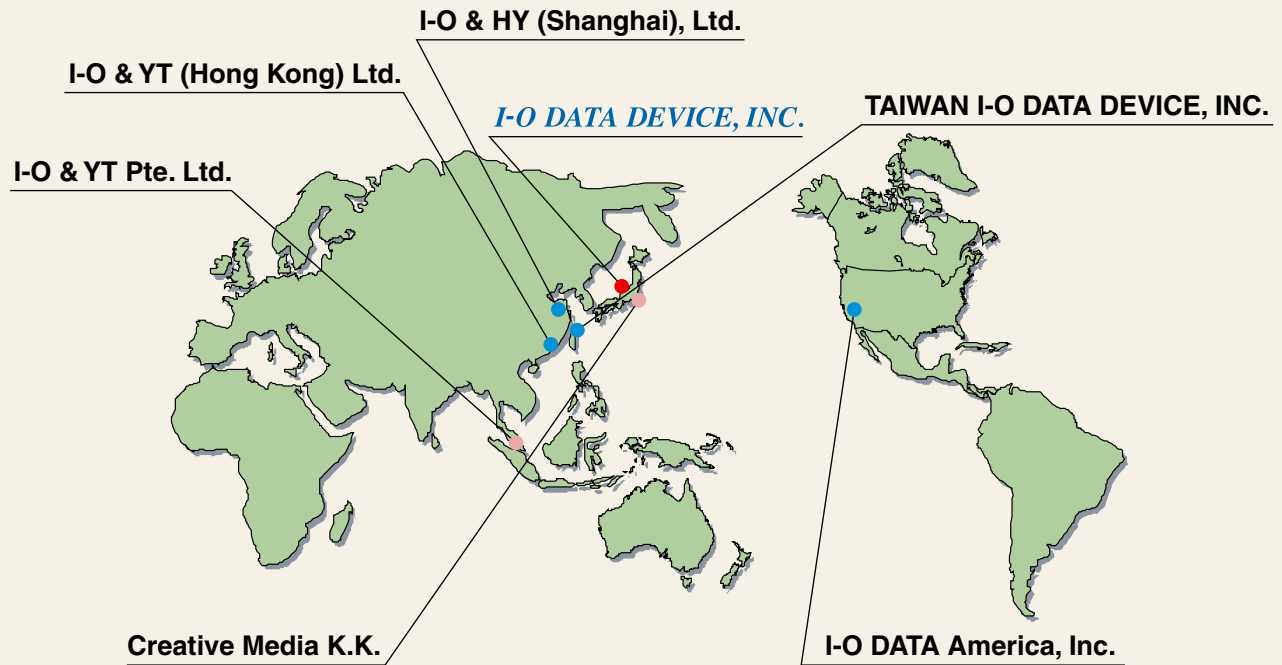 I-O & HY (Shanghai), Ltd.
I-O & YT (Hong Kong) Ltd.
I-O DATA DEVICE, INC.
TAIWAN I-O DATA DEVICE, INC.
I-O & YT Pte. Ltd.
Creative Media K.K.
I-O DATA America, Inc.